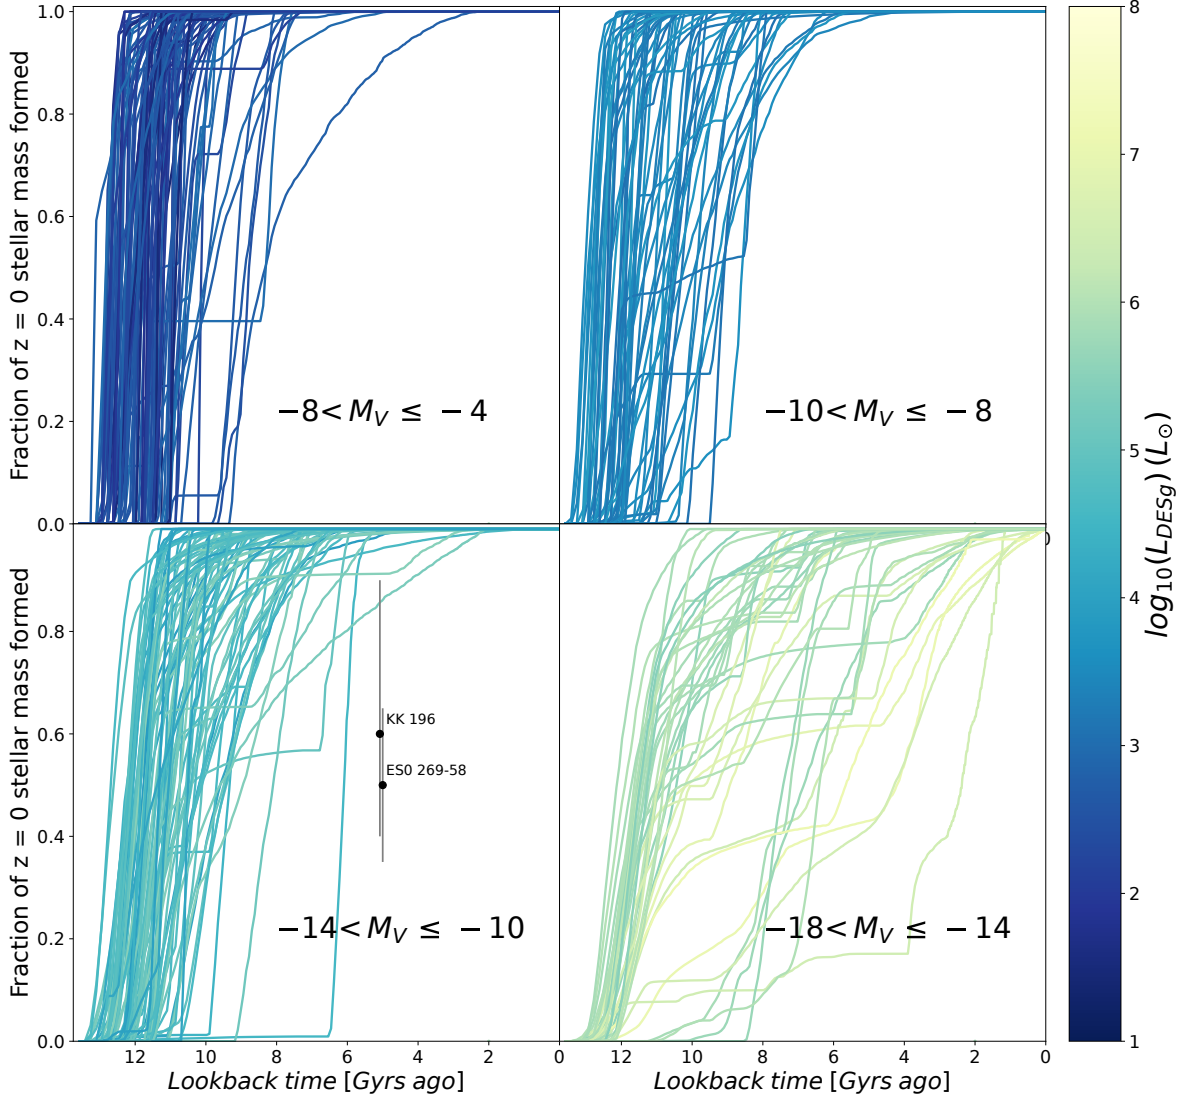 1.0
0.8
0.6
0.4
0.2
0.0
Fraction of z = 0 stellar mass formed
−8< M_V ≤ −4
−10< M_V ≤ −8
0.8
0.6
0.4
0.2
0.0
Fraction of z = 0 stellar mass formed
KK 196
ES0 269-58
−14< M_V ≤ −10
−18< M_V ≤ −14
0
12 10 8 6 4 2 0
12 10 8 6 4 2 0
Lookback time [Gyrs ago]
Lookback time [Gyrs ago]
8
7
6
5
4
3
2
1
log10(L_DESg) (L⊙)